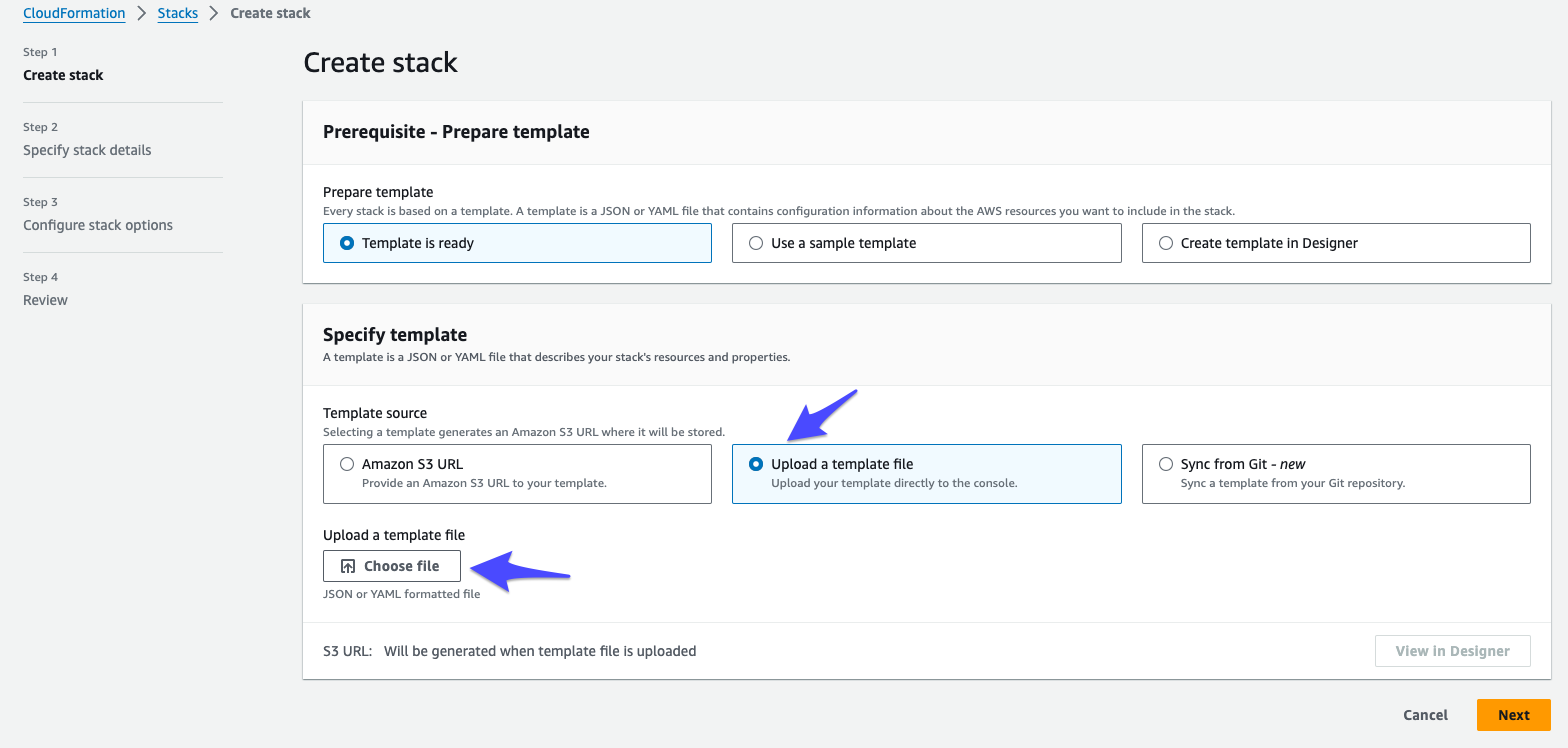 CloudFormation > Stacks > Create stack
Step 1
Create stack
Step 2
Specify stack details
Step 3
Configure stack options
Step 4
Review
Create stack
Prerequisite - Prepare template
Prepare template
Every stack is based on a template. A template is a JSON or YAML file that contains configuration information about the AWS resources you want to include in the stack.
Template is ready
Use a sample template
Create template in Designer
Specify template
A template is a JSON or YAML file that describes your stack's resources and properties.
Template source
Selecting a template generates an Amazon S3 URL where it will be stored.
Amazon S3 URL
Provide an Amazon S3 URL to your template.
Upload a template file
Upload your template directly to the console.
Sync from Git - new
Sync a template from your Git repository.
Upload a template file
Choose file
JSON or YAML formatted file
S3 URL: Will be generated when template file is uploaded
View in Designer
Cancel
Next